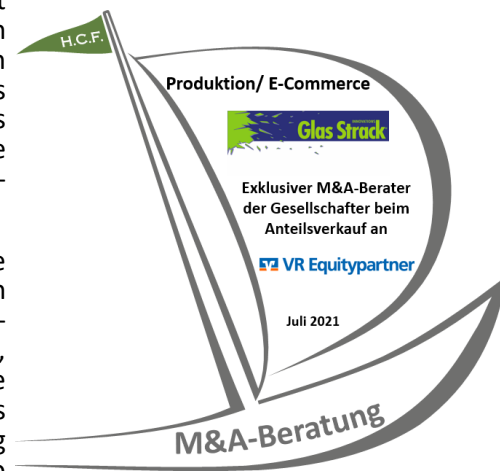 H.C.F.
Produktion/ E-Commerce
Glas Strack
Exklusiver M&A-Berater
der Gesellschafter beim
Anteilsverkauf an
VR Equitypartner
Juli 2021
M&A-Beratung